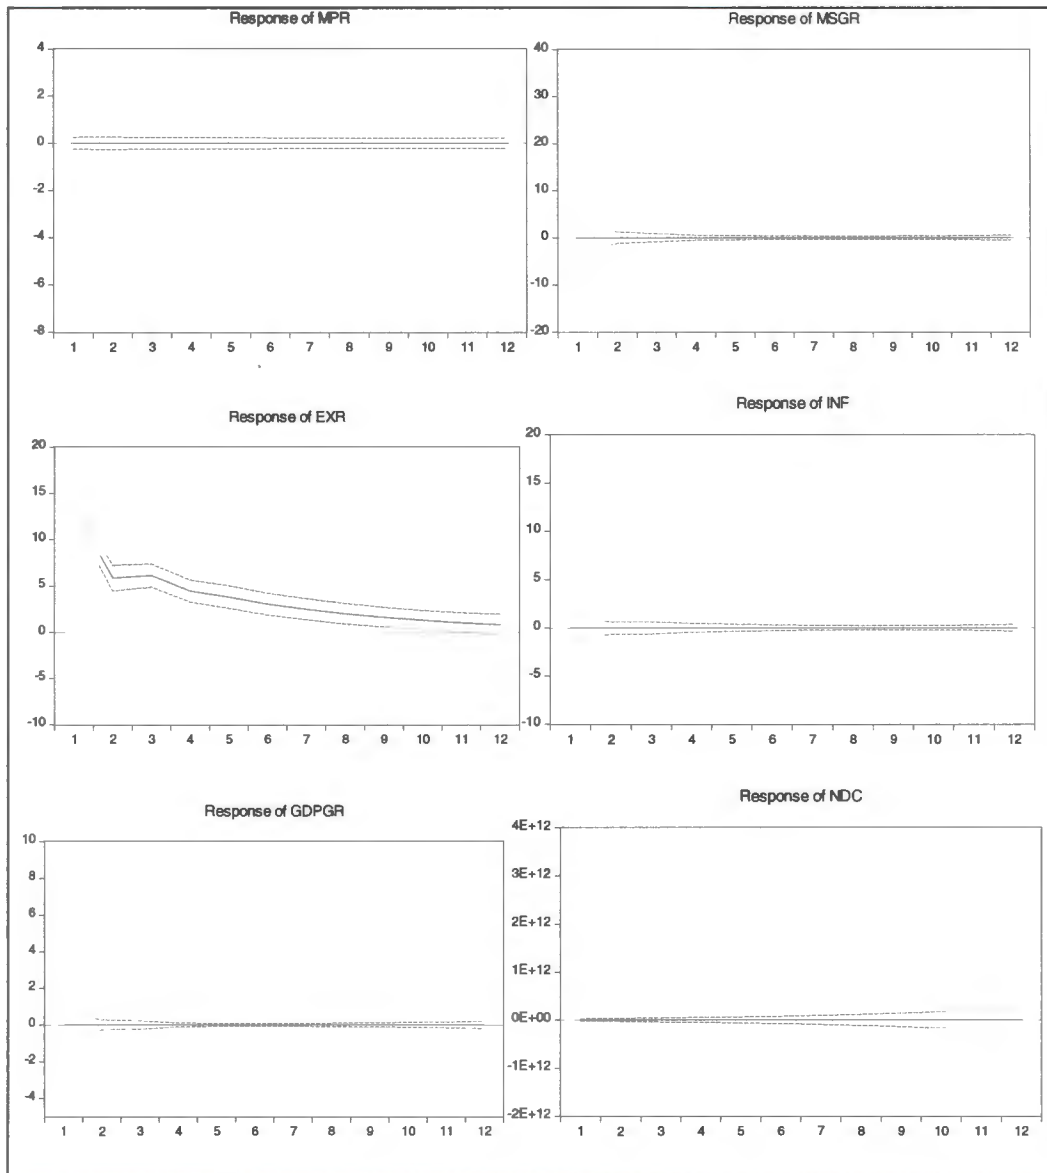 Response of MPR
4
2
0
-2
-4
-6
-8
1 2 3 4 5 6 7 8 9 10 11 12
Response of MSGR
40
30
20
10
0
-10
-20
1 2 3 4 5 6 7 8 9 10 11 12
Response of EXR
20
15
10
5
0
-5
-10
1 2 3 4 5 6 7 8 9 10 11 12
Response of INF
20
15
10
5
0
-5
-10
1 2 3 4 5 6 7 8 9 10 11 12
Response of GDPGR
10
8
6
4
2
0
-2
-4
1 2 3 4 5 6 7 8 9 10 11 12
Response of NDC
4E+12
3E+12
2E+12
1E+12
0E+00
-1E+12
-2E+12
1 2 3 4 5 6 7 8 9 10 11 12